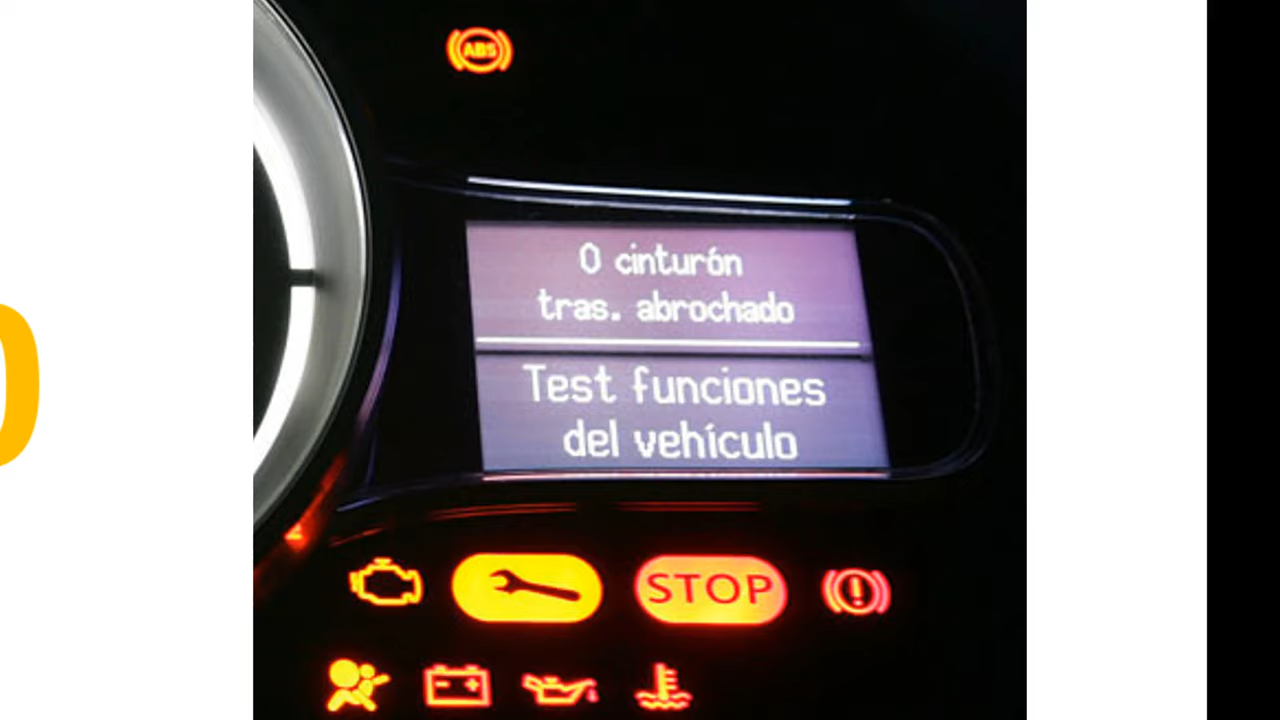 ABS
0 cinturón
tras. abrochado
Test funciones
del vehículo
STOP